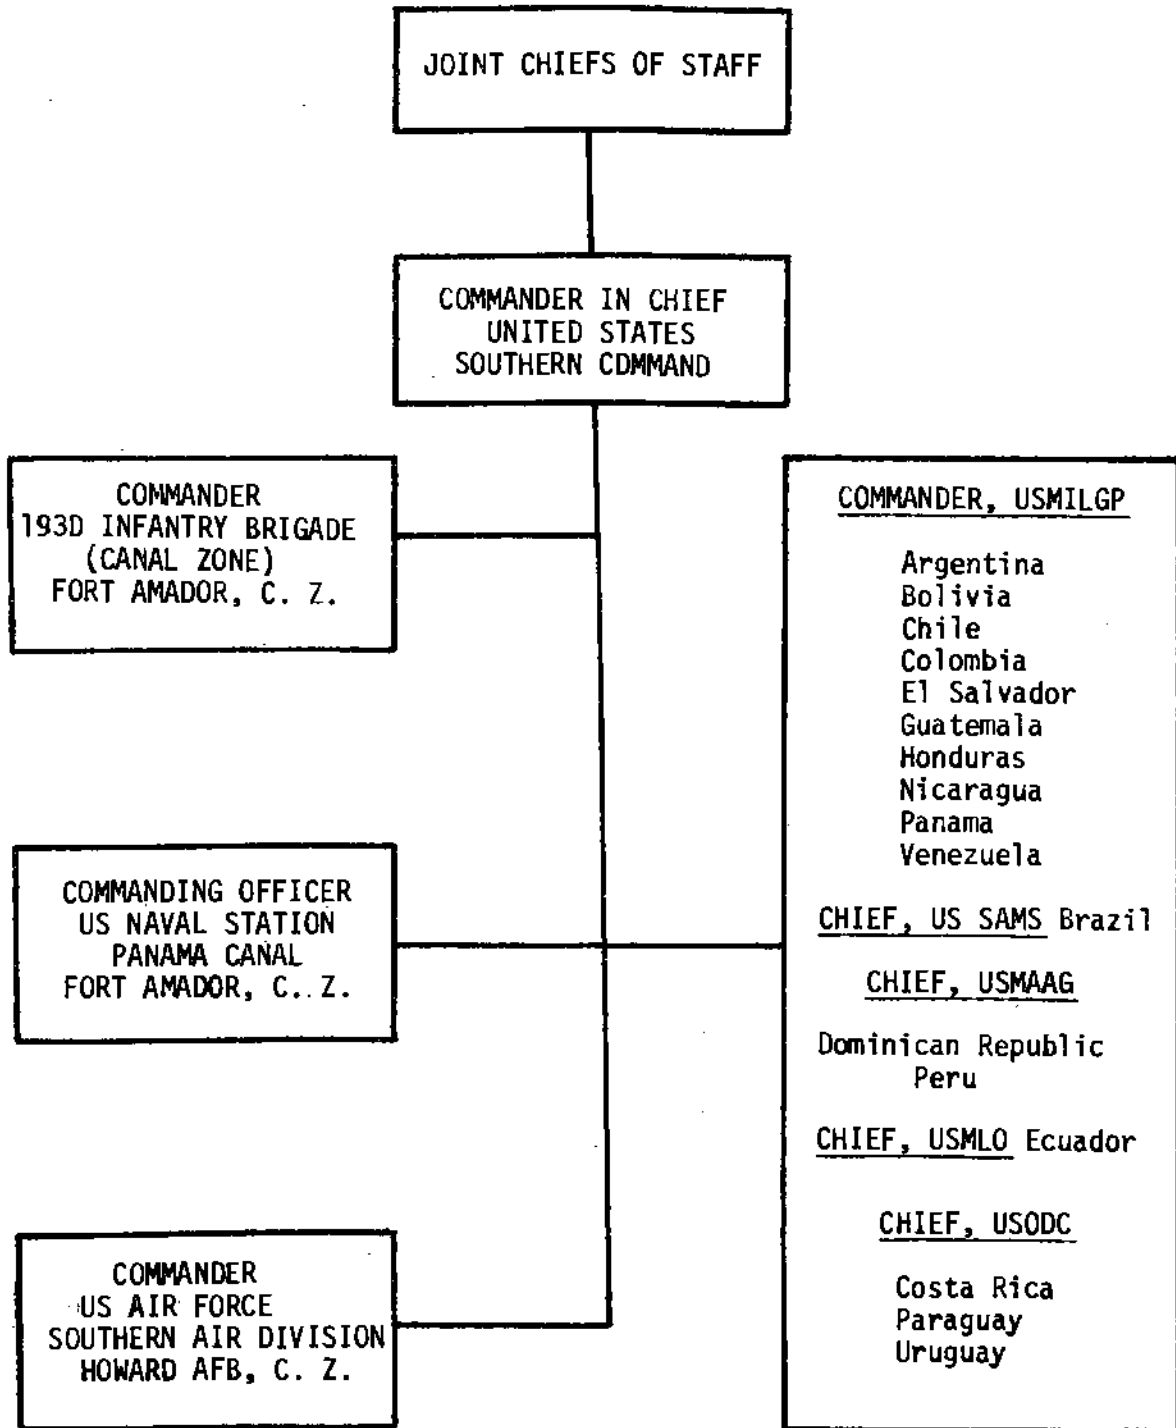 JOINT CHIEFS OF STAFF
COMMANDER IN CHIEF
UNITED STATES
SOUTHERN COMMAND
COMMANDER
193D INFANTRY BRIGADE
(CANAL ZONE)
FORT AMADOR, C. Z.
COMMANDING OFFICER
US NAVAL STATION
PANAMA CANAL
FORT AMADOR, C. Z.
COMMANDER
US AIR FORCE
SOUTHERN AIR DIVISION
HOWARD AFB, C. Z.
COMMANDER, USMILGP
Argentina
Bolivia
Chile
Colombia
El Salvador
Guatemala
Honduras
Nicaragua
Panama
Venezuela
CHIEF, US SAMS Brazil
CHIEF, USMAAG
Dominican Republic
Peru
CHIEF, USMLO Ecuador
CHIEF, USODC
Costa Rica
Paraguay
Uruguay